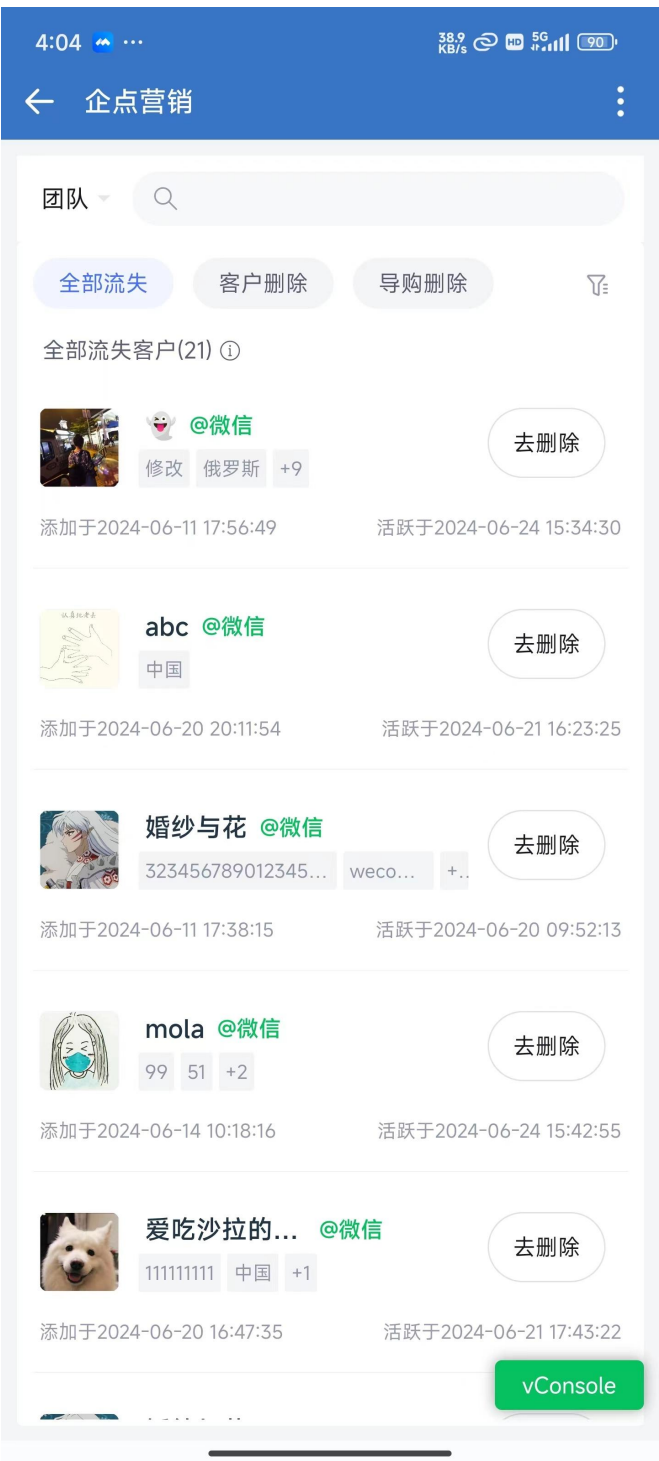 4:04 ··· 38.9 KB/s HD 5G 90
企点营销
团队
全部流失 客户删除 导购删除
全部流失客户(21)
@微信
去删除
修改 俄罗斯 +9
添加于2024-06-11 17:56:49 活跃于2024-06-24 15:34:30
abc @微信
去删除
中国
添加于2024-06-20 20:11:54 活跃于2024-06-21 16:23:25
婚纱与花 @微信
去删除
323456789012345... weco... +..
添加于2024-06-11 17:38:15 活跃于2024-06-20 09:52:13
mola @微信
去删除
99 51 +2
添加于2024-06-14 10:18:16 活跃于2024-06-24 15:42:55
爱吃沙拉的... @微信
去删除
111111111 中国 +1
添加于2024-06-20 16:47:35 活跃于2024-06-21 17:43:22
vConsole